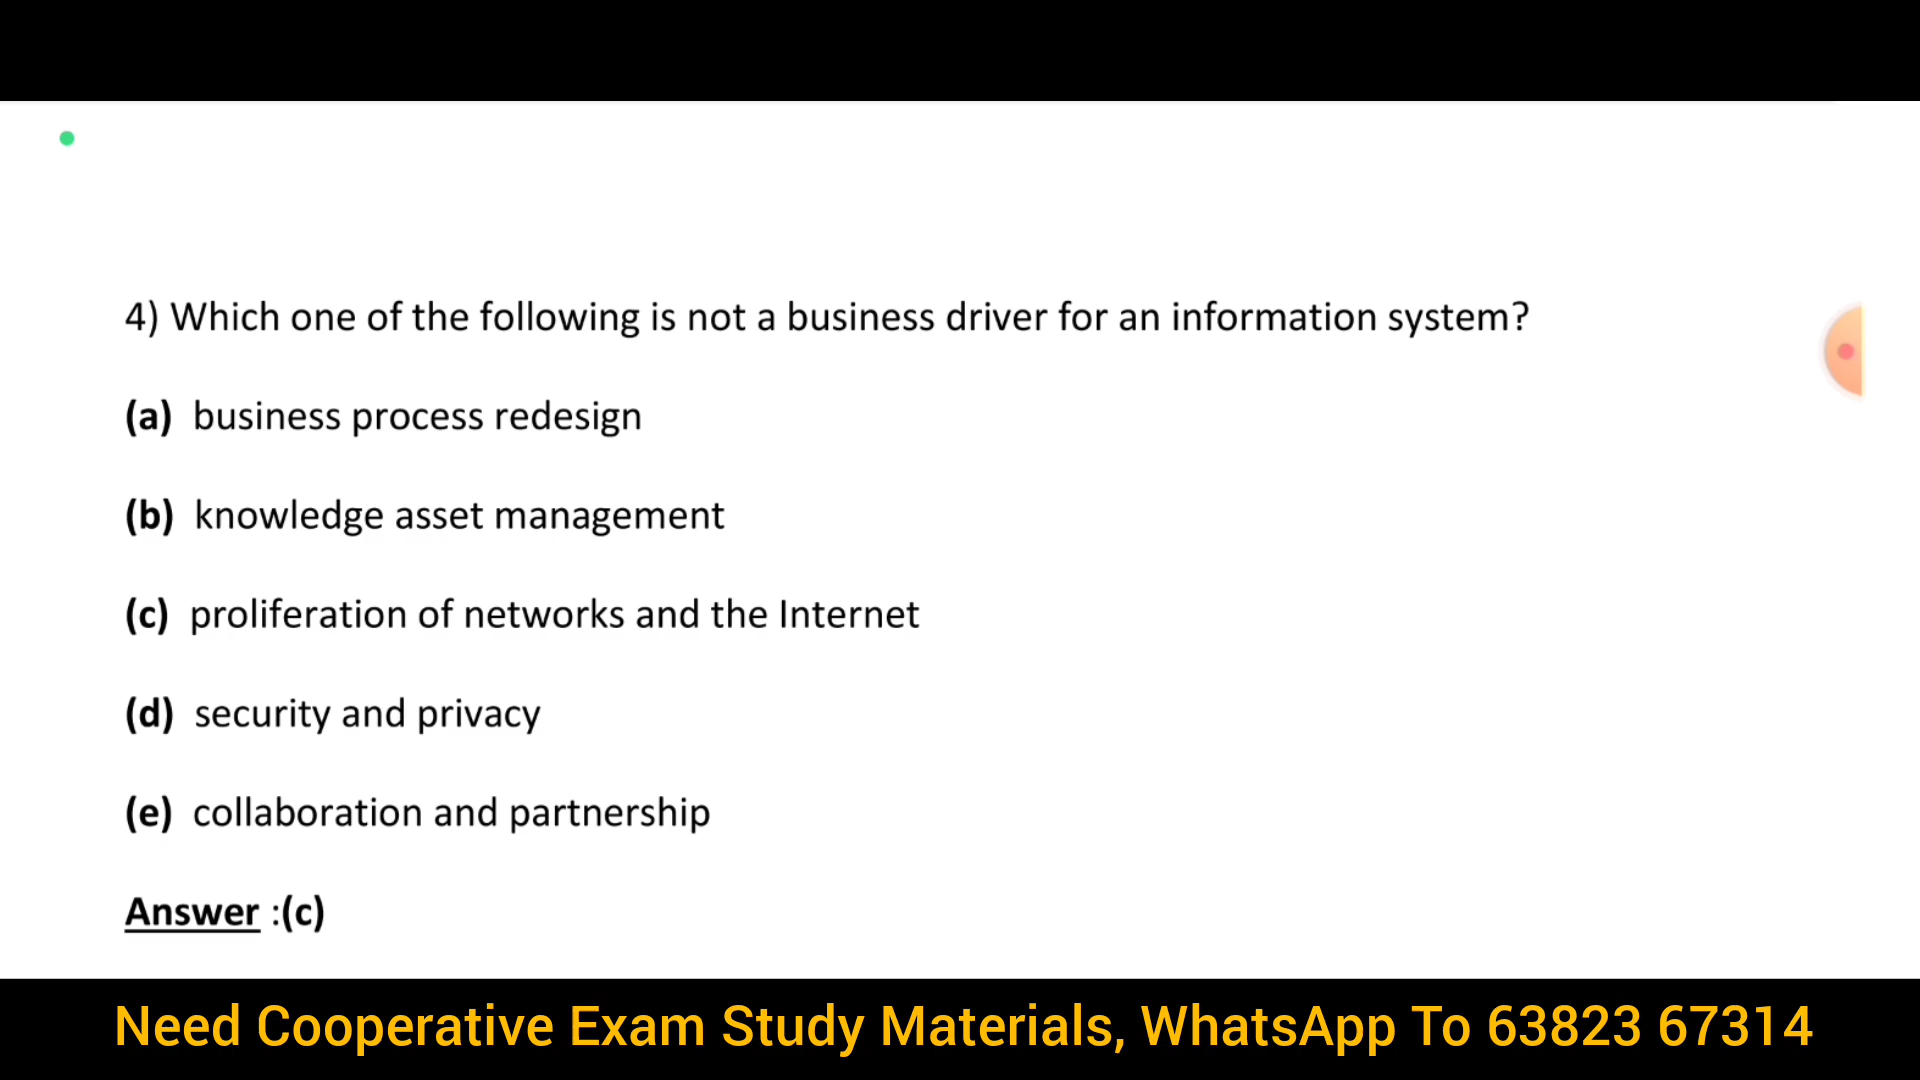 4) Which one of the following is not a business driver for an information system?
(a) business process redesign
(b) knowledge asset management
(c) proliferation of networks and the Internet
(d) security and privacy
(e) collaboration and partnership
Answer :(c)
Need Cooperative Exam Study Materials, WhatsApp To 63823 67314